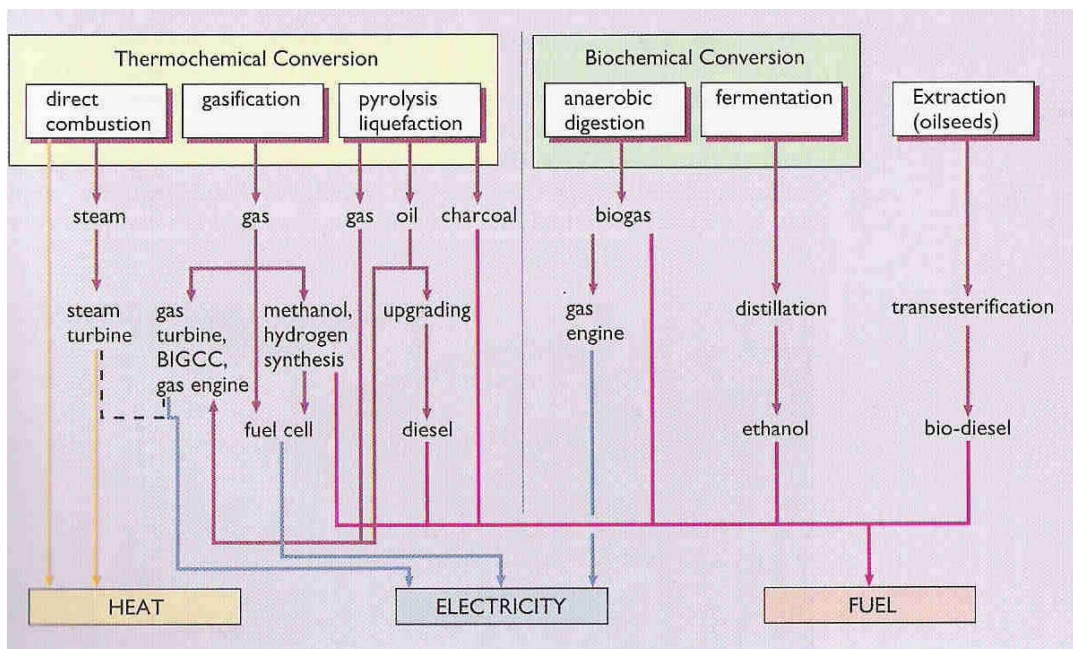 Thermochemical Conversion
Biochemical Conversion
direct
combustion
gasification
pyrolysis
liquefaction
anaerobic
digestion
fermentation
Extraction
(oilseeds)
steam
gas
gas
oil
charcoal
biogas
steam
turbine
gas
turbine,
BIGCC,
gas engine
methanol,
hydrogen
synthesis
upgrading
gas
engine
distillation
transesterification
fuel cell
diesel
ethanol
bio-diesel
HEAT
ELECTRICITY
FUEL